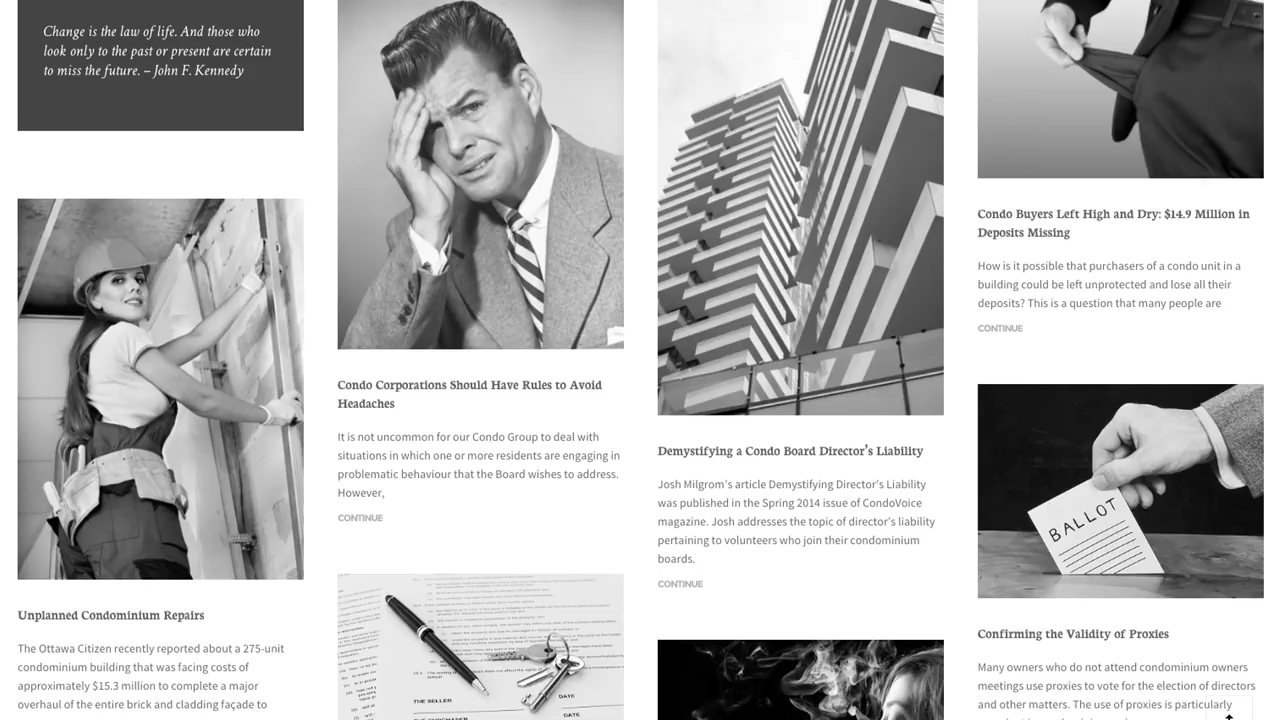 Change is the law of life. And those who
look only to the past or present are certain
to miss the future. – John F. Kennedy
Unplanned Condominium Repairs
The Ottawa Citizen recently reported about a 275-unit
condominium building that was facing costs of
approximately $15.3 million to complete a major
overhaul of the entire brick and cladding façade to
Condo Corporations Should Have Rules to Avoid
Headaches
It is not uncommon for our Condo Group to deal with
situations in which one or more residents are engaging in
problematic behaviour that the Board wishes to address.
However,
CONTINUE
THE SELLER
DATE
DATE
Demystifying a Condo Board Director's Liability
Josh Milgrom's article Demystifying Director's Liability
was published in the Spring 2014 issue of CondoVoice
magazine. Josh addresses the topic of director's liability
pertaining to volunteers who join their condominium
boards.
CONTINUE
Condo Buyers Left High and Dry: $14.9 Million in
Deposits Missing
How is it possible that purchasers of a condo unit in a
building could be left unprotected and lose all their
deposits? This is a question that many people are
CONTINUE
BALLOT
Confirming the Validity of Proxies
Many owners who do not attend condominium owners
meetings use proxies to vote for the election of directors
and other matters. The use of proxies is particularly